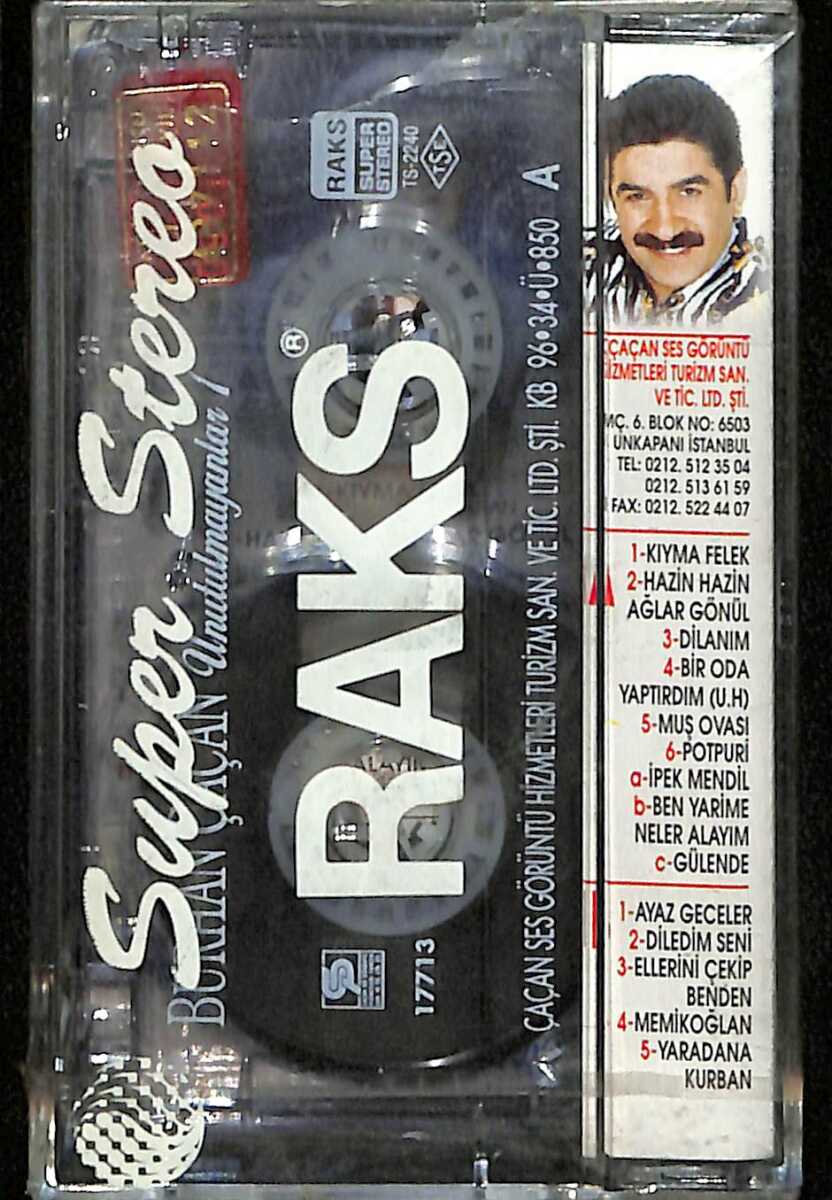 Super Stereo
BURHAN ÇAÇAN Unutulmayanlar 1
RAKS®
RAKS
SUPER
STEREO
TS-2240
TSE
17713
ÇAÇAN SES GÖRÜNTÜ HİZMETLERİ TURİZM SAN. VE TİC. LTD. ŞTİ. KB 96•34•Ü•850 A
ÇAÇAN SES GÖRÜNTÜ
HİZMETLERİ TURİZM SAN.
VE TİC. LTD. ŞTİ.
MÇ. 6. BLOK NO: 6503
UNKAPANI İSTANBUL
TEL: 0212. 512 35 04
0212. 513 61 59
FAX: 0212. 522 44 07
A
1-KIYMA FELEK
2-HAZİN HAZİN
AĞLAR GÖNÜL
3-DİLANIM
4-BİR ODA
YAPTIRDIM (U.H)
5-MUŞ OVASI
6-POTPURİ
a-İPEK MENDİL
b-BEN YARİME
NELER ALAYIM
c-GÜLENDE
1-AYAZ GECELER
2-DİLEDİM SENİ
3-ELLERİNİ ÇEKİP
BENDEN
4-MEMİKOĞLAN
5-YARADANA
KURBAN